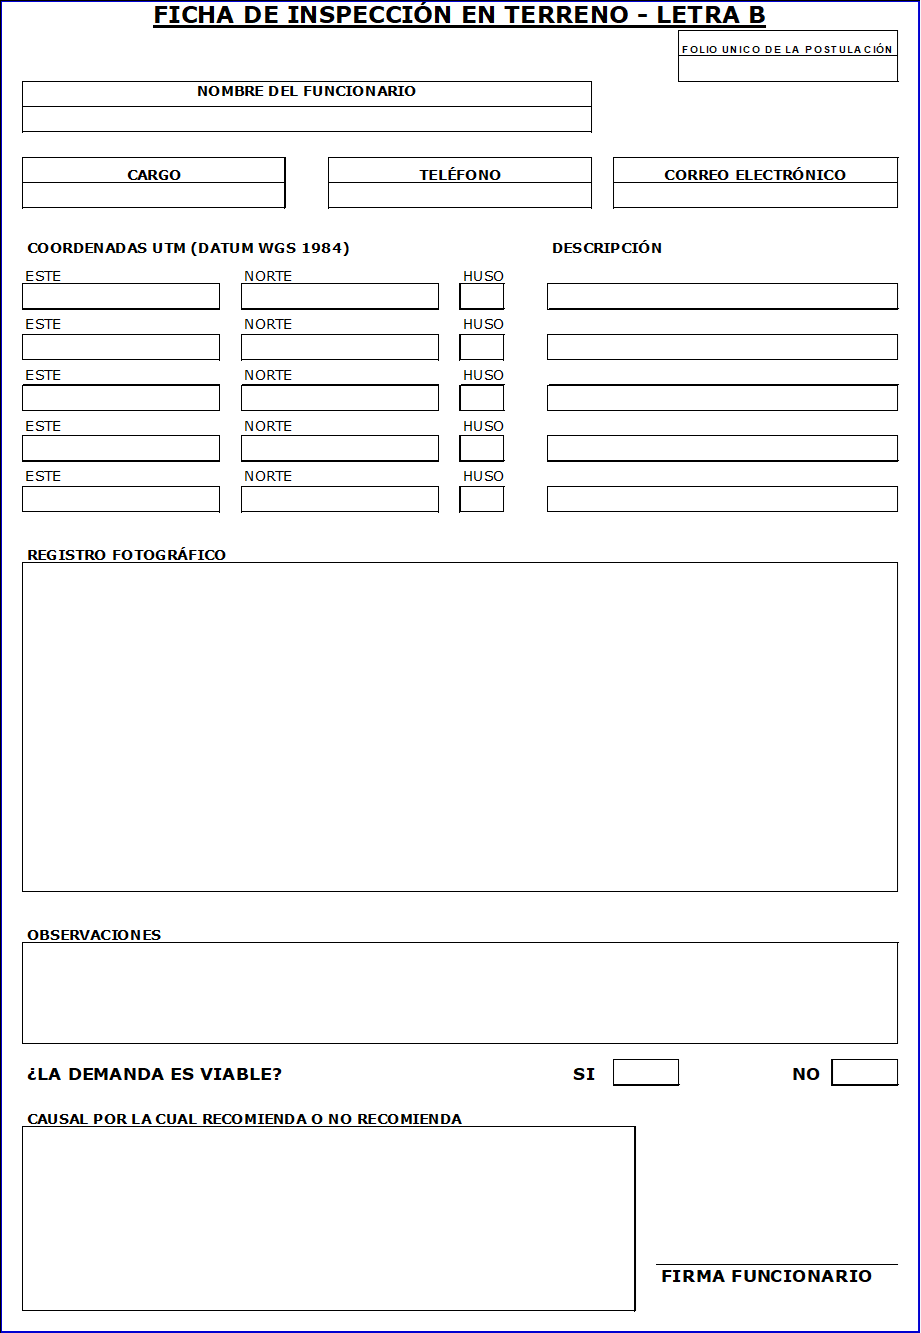 FICHA DE INSPECCIÓN EN TERRENO - LETRA B
FOLIO UNICO DE LA POSTULACIÓN
NOMBRE DEL FUNCIONARIO
CARGO TELÉFONO CORREO ELECTRÓNICO
COORDENADAS UTM (DATUM WGS 1984) DESCRIPCIÓN
ESTE NORTE HUSO
ESTE NORTE HUSO
ESTE NORTE HUSO
ESTE NORTE HUSO
ESTE NORTE HUSO
REGISTRO FOTOGRÁFICO
OBSERVACIONES
¿LA DEMANDA ES VIABLE? SI NO
CAUSAL POR LA CUAL RECOMIENDA O NO RECOMIENDA
FIRMA FUNCIONARIO